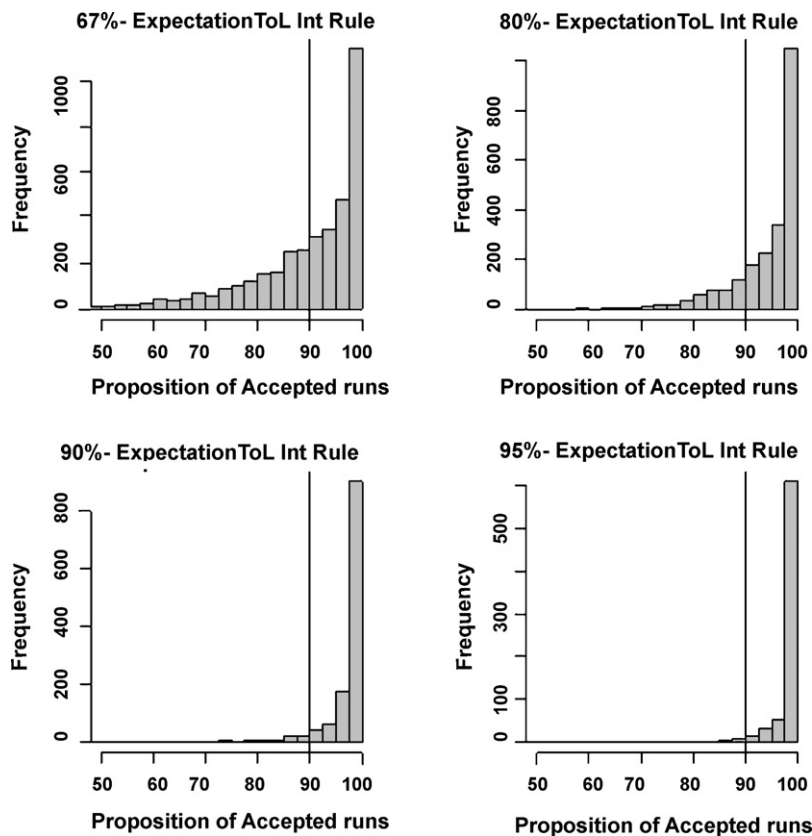 67%- ExpectationToL Int Rule
Frequency
1000
600
200
0
50 60 70 80 90 100
Proposition of Accepted runs
80%- ExpectationToL Int Rule
Frequency
800
600
400
200
0
50 60 70 80 90 100
Proposition of Accepted runs
90%- ExpectationToL Int Rule
Frequency
800
600
400
200
0
50 60 70 80 90 100
Proposition of Accepted runs
95%- ExpectationToL Int Rule
Frequency
500
300
100
0
50 60 70 80 90 100
Proposition of Accepted runs